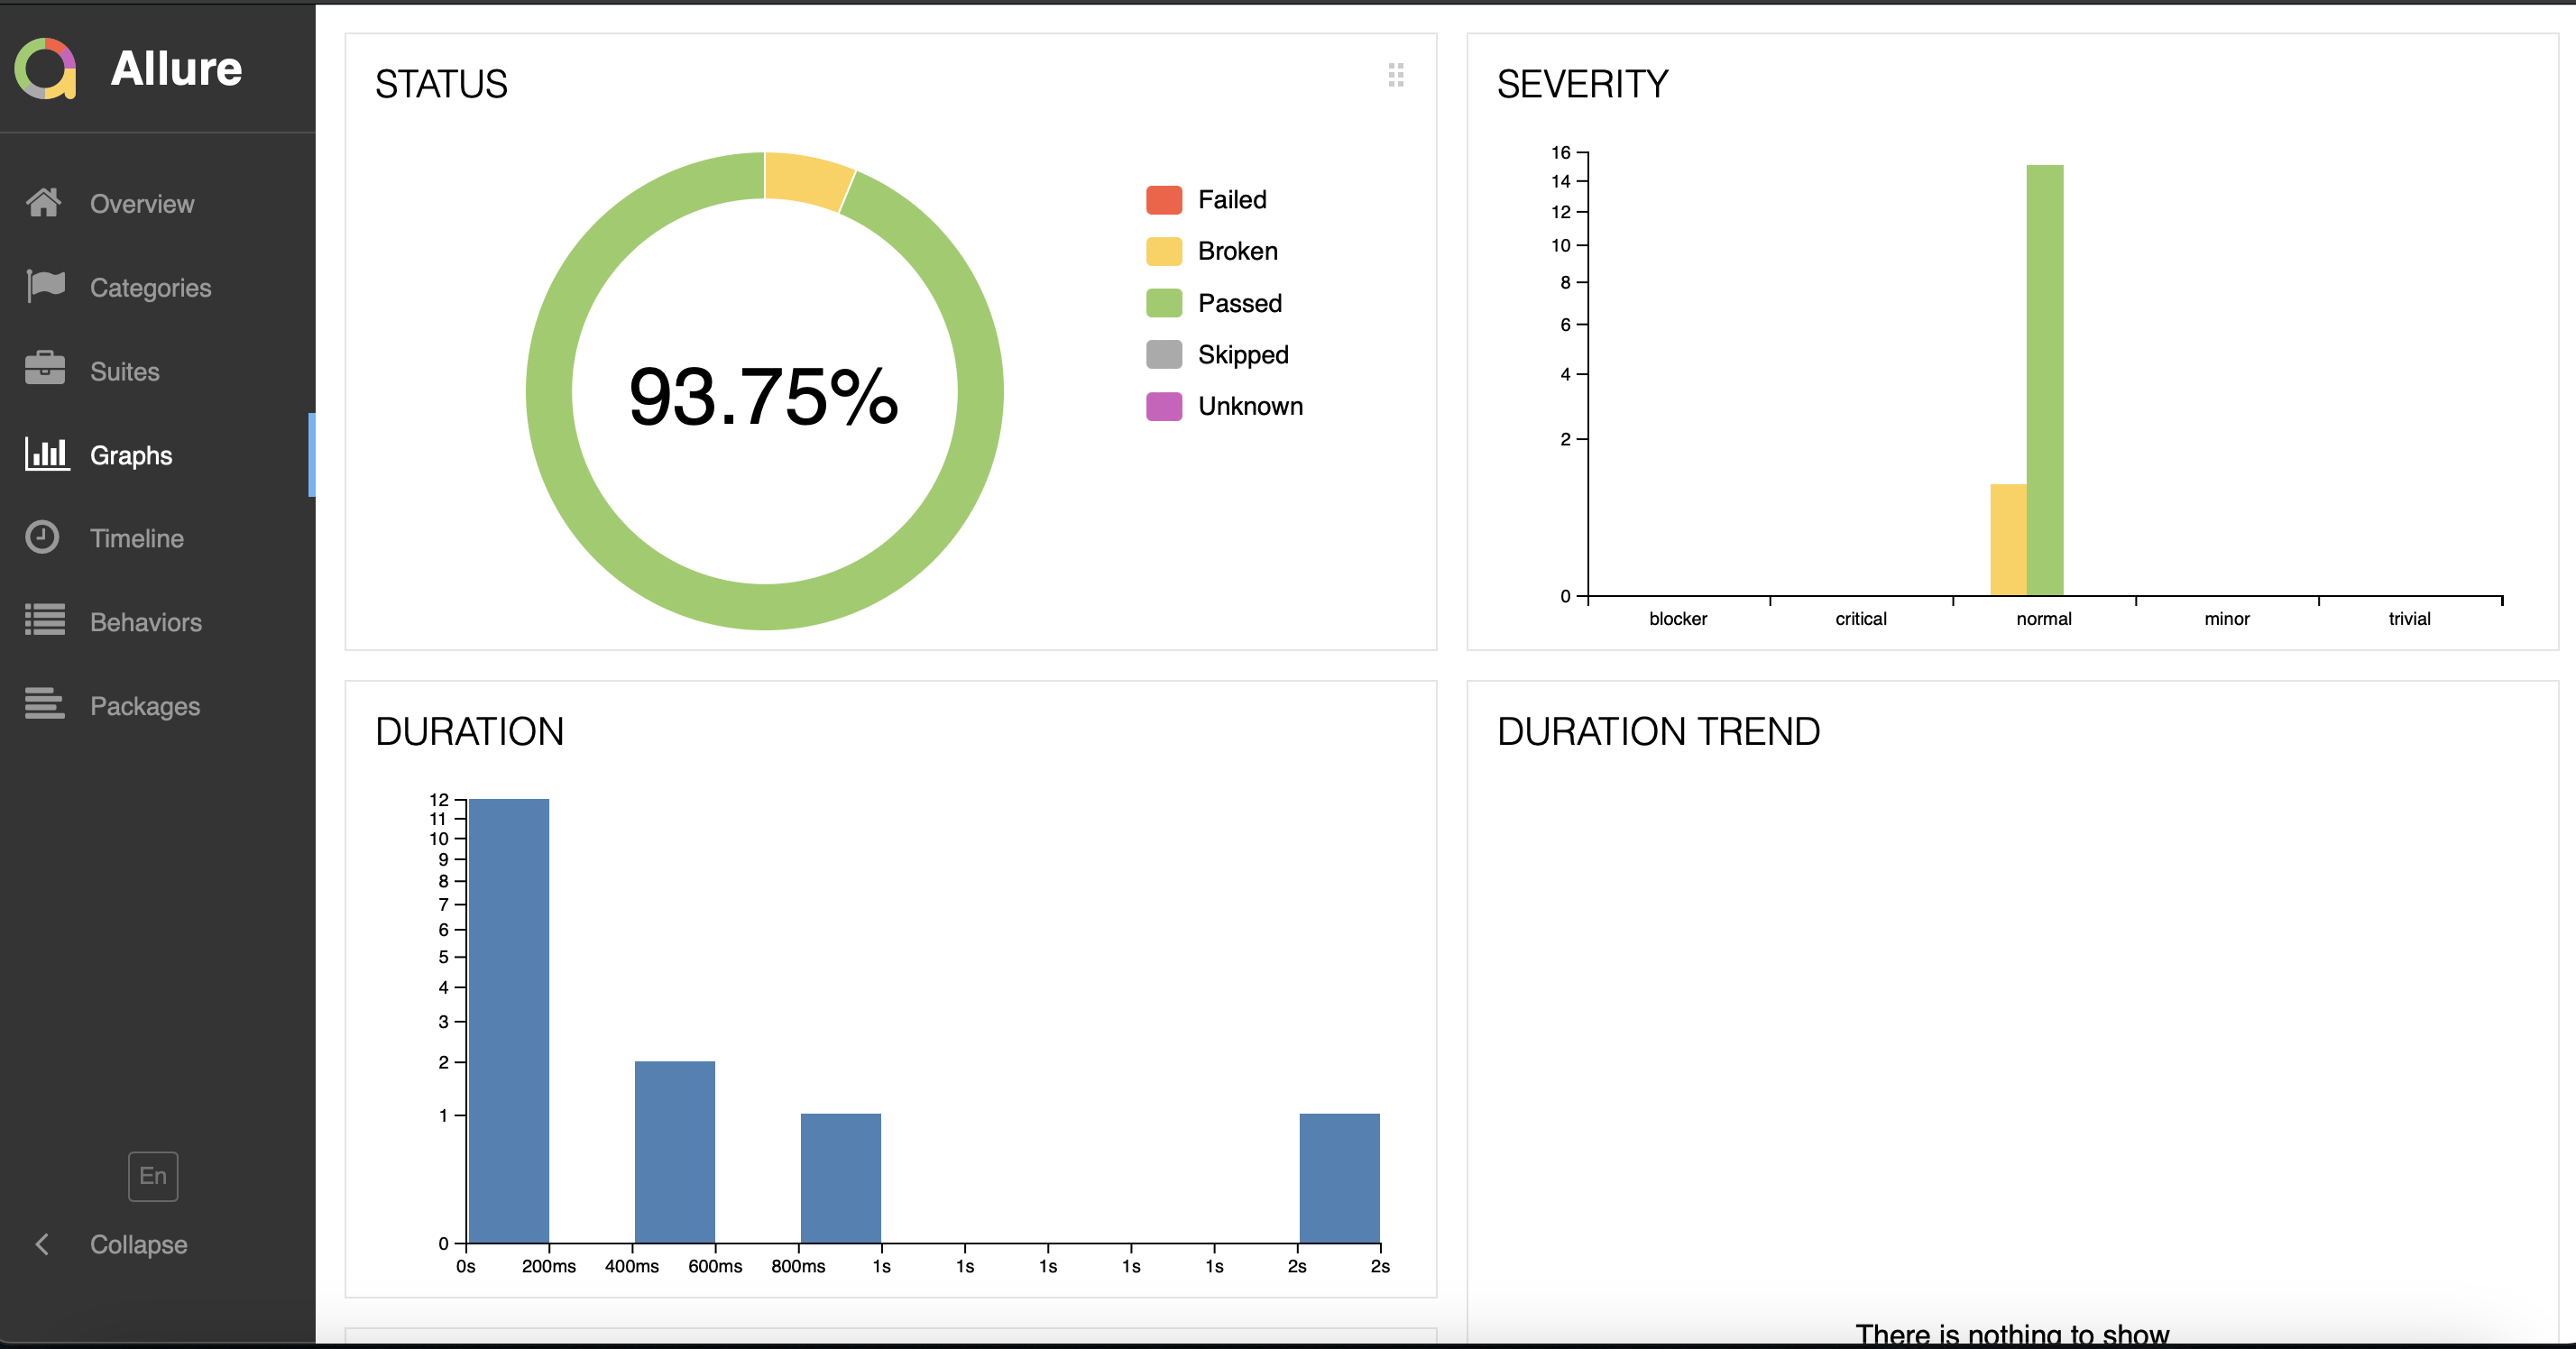 Allure
Overview
Categories
Suites
Graphs
Timeline
Behaviors
Packages
En
Collapse
STATUS
93.75%
Failed
Broken
Passed
Skipped
Unknown
SEVERITY
16
14
12
10
8
6
4
2
0
blocker critical normal minor trivial
DURATION
12
11
10
9
8
7
6
5
4
3
2
1
0
0s 200ms 400ms 600ms 800ms 1s 1s 1s 1s 1s 2s 2s
DURATION TREND
There is nothing to show